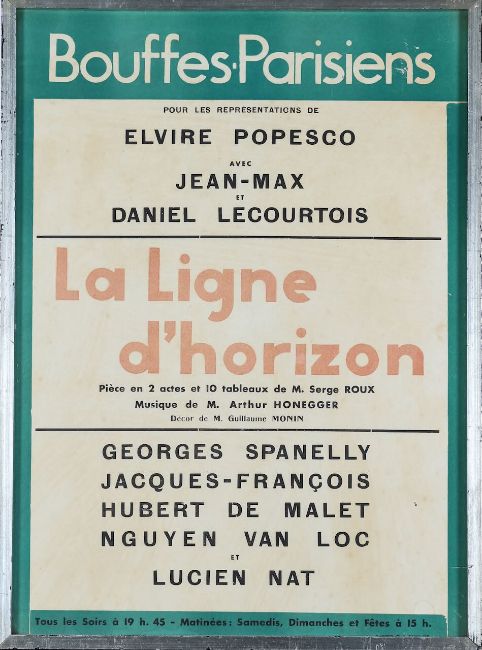 Bouffes-Parisiens
POUR LES REPRÉSENTATIONS DE
ELVIRE POPESCO
AVEC
JEAN-MAX
ET
DANIEL LECOURTOIS
La Ligne
d'horizon
Pièce en 2 actes et 10 tableaux de M. Serge ROUX
Musique de M. Arthur HONEGGER
Décor de M. Guillaume MONIN
GEORGES SPANELLY
JACQUES-FRANÇOIS
HUBERT DE MALET
NGUYEN VAN LOC
ET
LUCIEN NAT
Tous les Soirs à 19 h. 45 - Matinées: Samedis, Dimanches et Fêtes à 15 h.